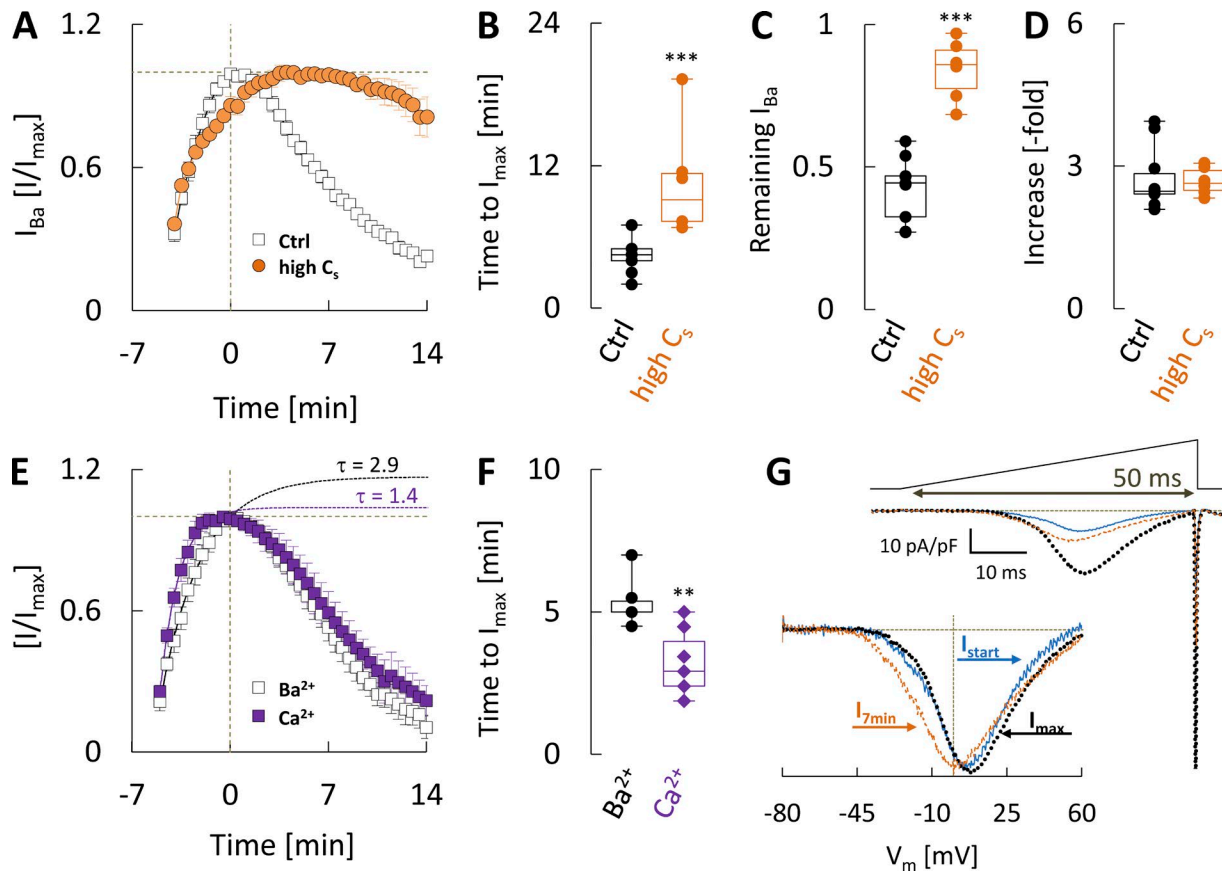 A
1.2
0.6
0
I_Ba [I/I_max]
Ctrl
high C_s
-7 0 7 14
Time [min]
B
24
12
0
Time to I_max [min]
***
Ctrl
high C_s
C
1
0.5
0
Remaining I_Ba
***
Ctrl
high C_s
D
6
3
0
Increase [-fold]
Ctrl
high C_s
E
1.2
0.6
0
[I/I_max]
τ = 2.9
τ = 1.4
Ba²⁺
Ca²⁺
-7 0 7 14
Time [min]
F
10
5
0
Time to I_max [min]
**
Ba²⁺
Ca²⁺
G
50 ms
10 pA/pF
10 ms
I_start
I_7min
I_max
-80 -45 -10 25 60
V_m [mV]